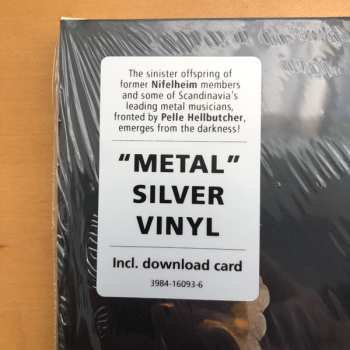 The sinister offspring of
former Nifelheim members
and some of Scandinavia's
leading metal musicians,
fronted by Pelle Hellbutcher,
emerges from the darkness!
"METAL"
SILVER
VINYL
Incl. download card
3984-16093-6